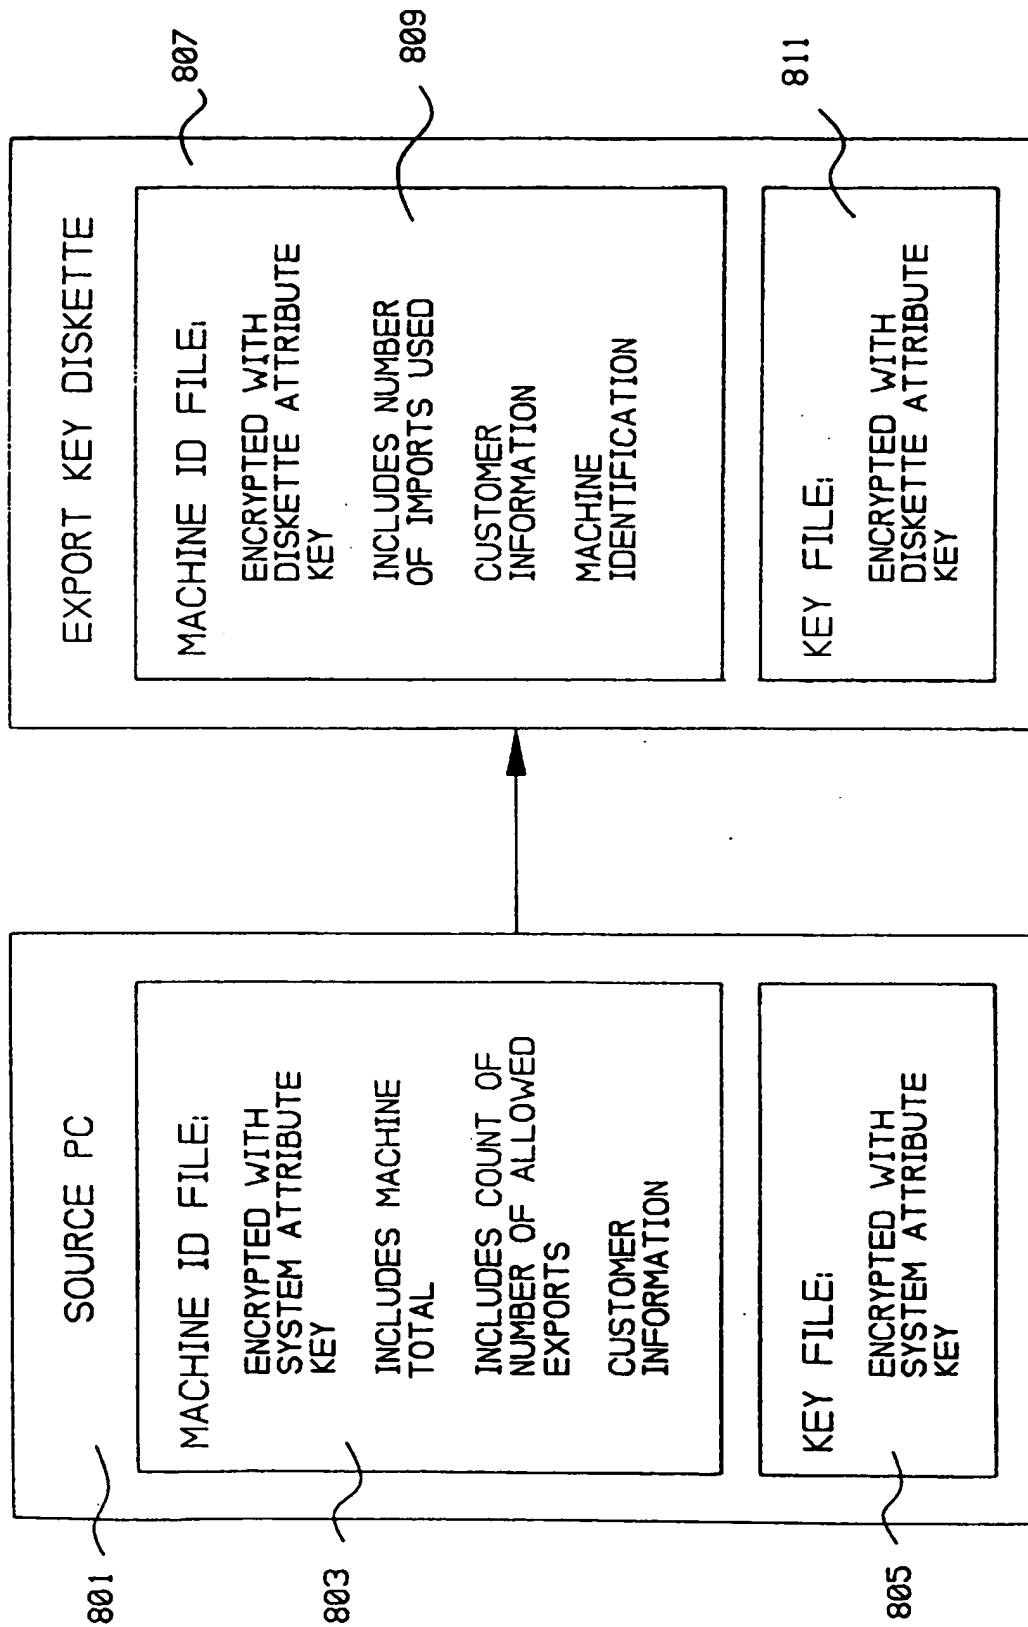 801
SOURCE PC
803
MACHINE ID FILE:
ENCRYPTED WITH
SYSTEM ATTRIBUTE
KEY
INCLUDES MACHINE
TOTAL
INCLUDES COUNT OF
NUMBER OF ALLOWED
EXPORTS
CUSTOMER
INFORMATION
805
KEY FILE:
ENCRYPTED WITH
SYSTEM ATTRIBUTE
KEY
EXPORT KEY DISKETTE
807
MACHINE ID FILE:
ENCRYPTED WITH
DISKETTE ATTRIBUTE
KEY
INCLUDES NUMBER
OF IMPORTS USED
CUSTOMER
INFORMATION
MACHINE
IDENTIFICATION
809
KEY FILE:
ENCRYPTED WITH
DISKETTE ATTRIBUTE
KEY
811